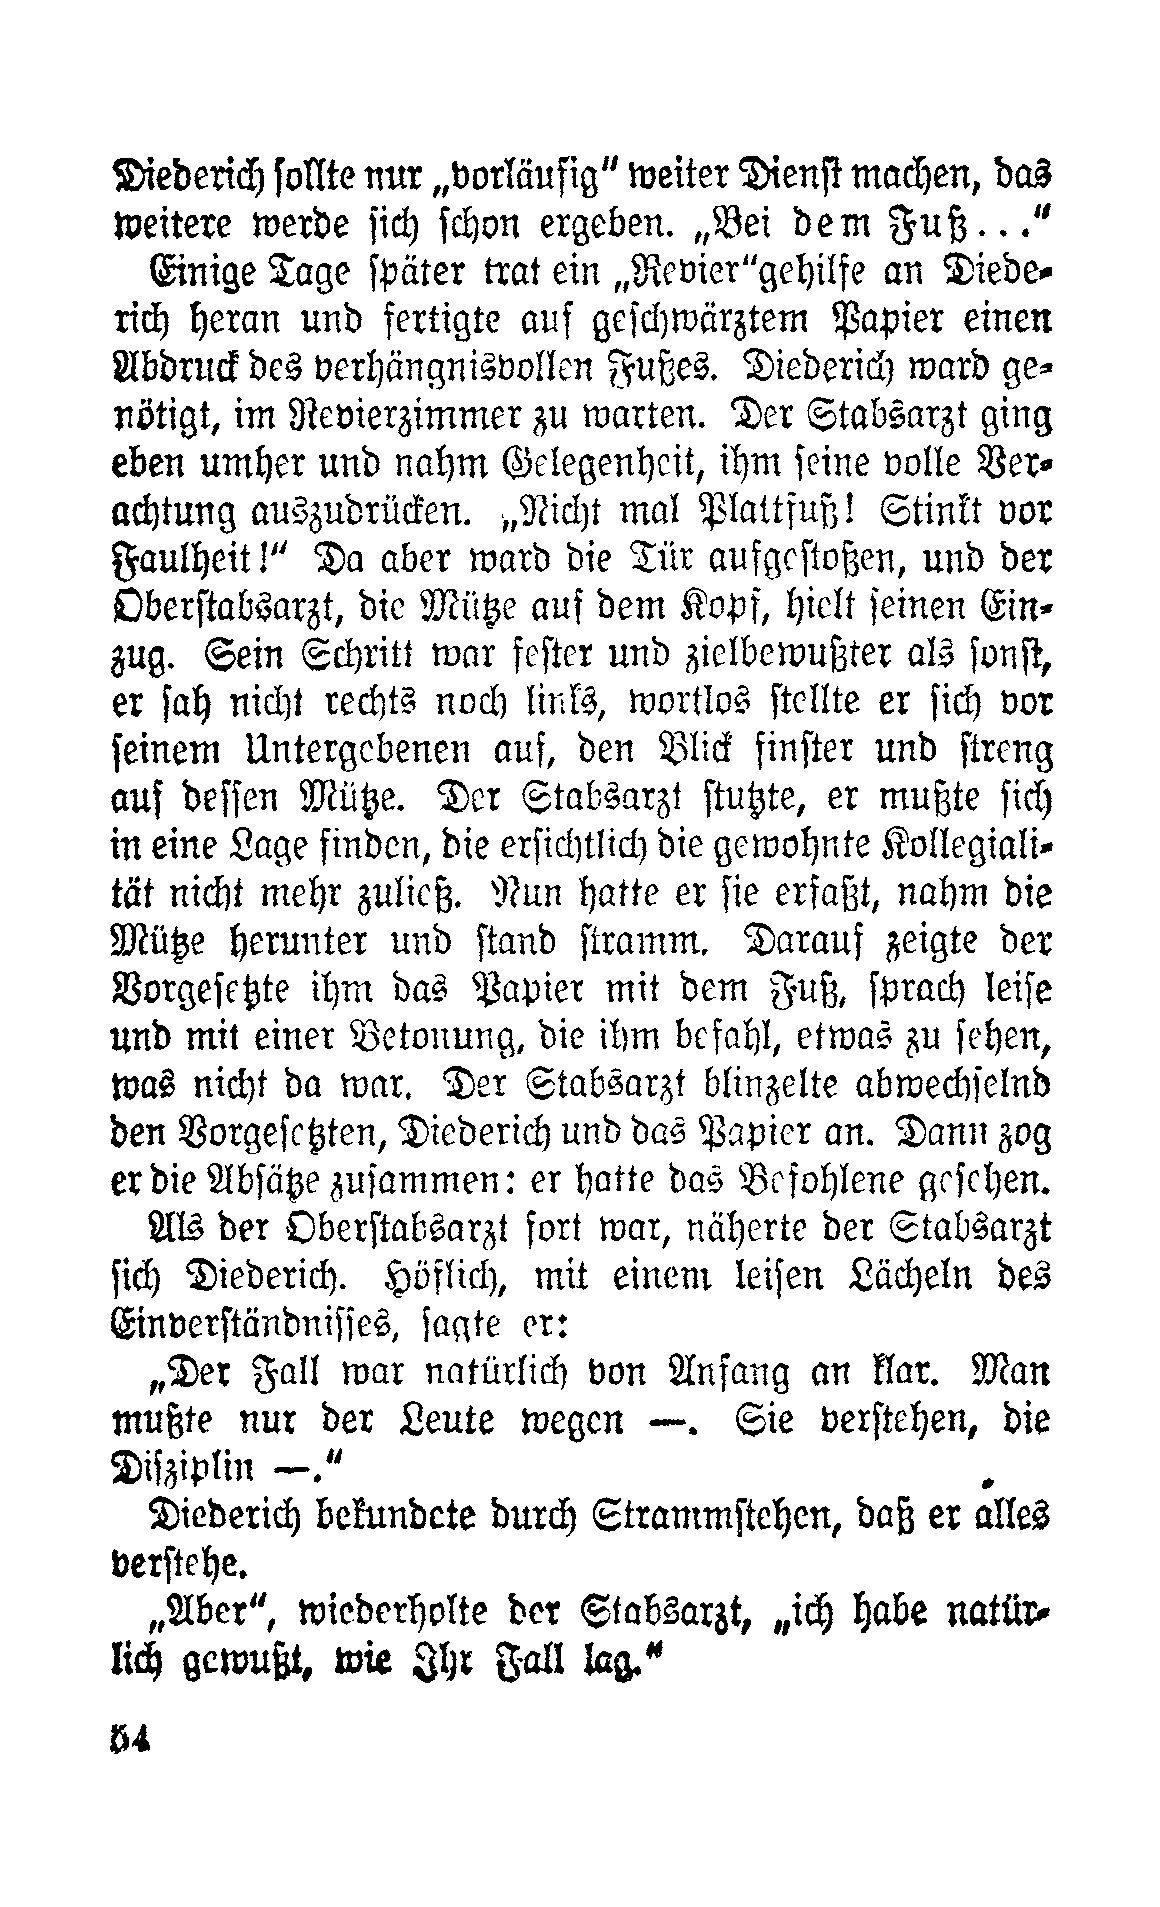 Diederich ſollte nur „vorläufig“ weiter Dienſt machen, das
weitere werde ſich ſchon ergeben. „Bei dem Fuß...“
Einige Tage ſpäter trat ein „Revier“gehilfe an Diede-
rich heran und fertigte auf geſchwärztem Papier einen
Abdruck des verhängnisvollen Fußes. Diederich ward ge-
nötigt, im Revierzimmer zu warten. Der Stabsarzt ging
eben umher und nahm Gelegenheit, ihm ſeine volle Ver-
achtung auszudrücken. „Nicht mal Plattfuß! Stinkt vor
Faulheit!“ Da aber ward die Tür aufgeſtoßen, und der
Oberſtabsarzt, die Mütze auf dem Kopf, hielt ſeinen Ein-
zug. Sein Schritt war feſter und zielbewußter als ſonſt,
er ſah nicht rechts noch links, wortlos ſtellte er ſich vor
ſeinem Untergebenen auf, den Blick finſter und ſtreng
auf deſſen Mütze. Der Stabsarzt ſtutzte, er mußte ſich
in eine Lage finden, die erſichtlich die gewohnte Kollegiali-
tät nicht mehr zuließ. Nun hatte er ſie erfaßt, nahm die
Mütze herunter und ſtand ſtramm. Darauf zeigte der
Vorgeſetzte ihm das Papier mit dem Fuß, ſprach leiſe
und mit einer Betonung, die ihm befahl, etwas zu ſehen,
was nicht da war. Der Stabsarzt blinzelte abwechſelnd
den Vorgeſetzten, Diederich und das Papier an. Dann zog
er die Abſätze zuſammen: er hatte das Befohlene geſehen.
Als der Oberſtabsarzt fort war, näherte der Stabsarzt
ſich Diederich. Höflich, mit einem leiſen Lächeln des
Einverſtändniſſes, ſagte er:
„Der Fall war natürlich von Anfang an klar. Man
mußte nur der Leute wegen —. Sie verſtehen, die
Diſziplin —.“
Diederich bekundete durch Strammſtehen, daß er alles
verſtehe.
„Aber“, wiederholte der Stabsarzt, „ich habe natür-
lich gewußt, wie Ihr Fall lag.“
54